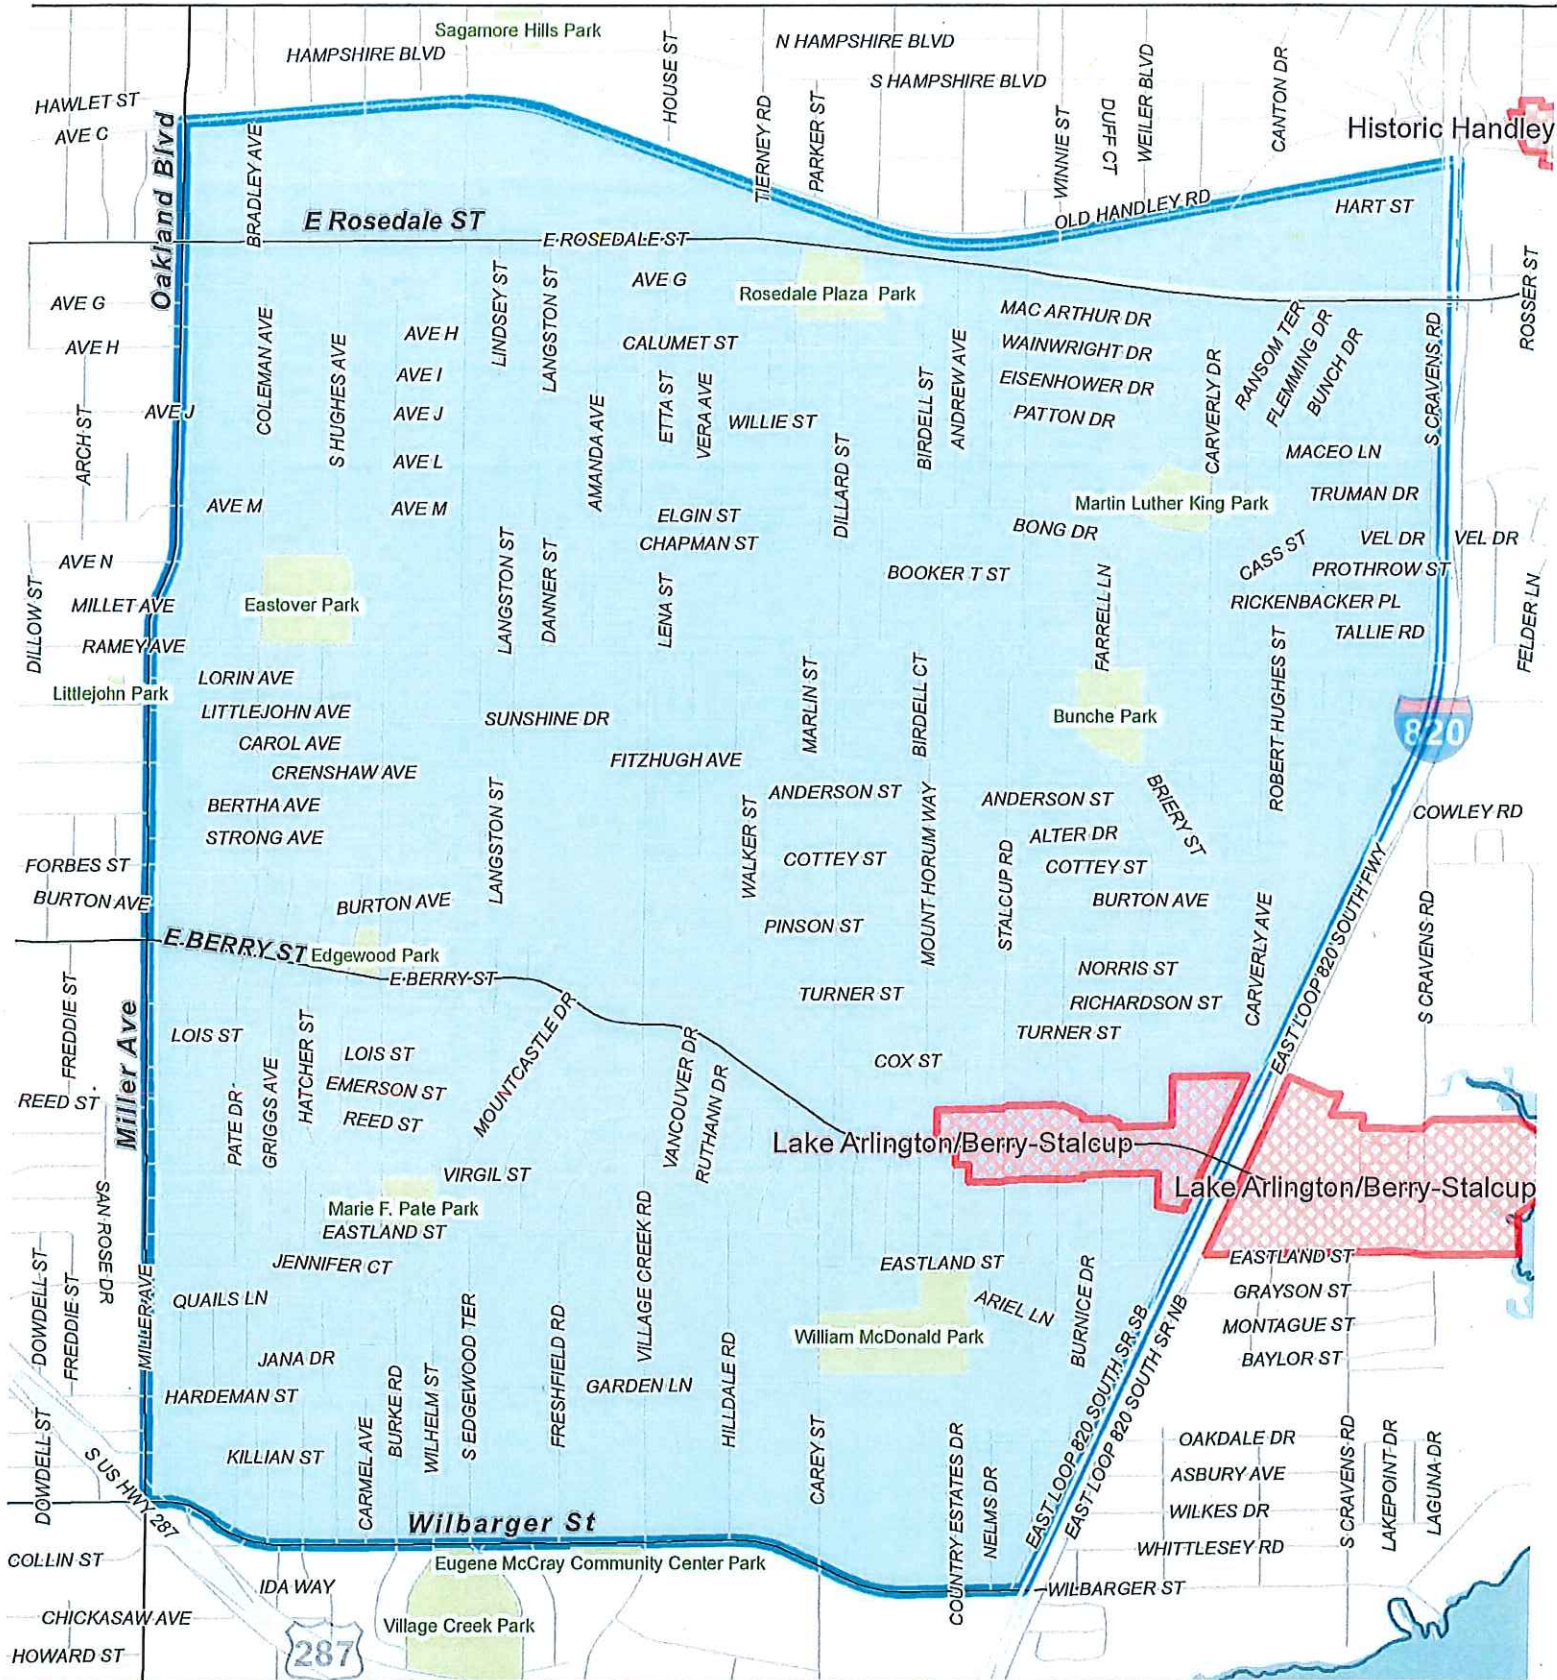 Sagamore Hills Park
HAMPSHIRE BLVD
N HAMPSHIRE BLVD
S HAMPSHIRE BLVD
HOUSE ST
TIERNEY RD
PARKER ST
WINNIE ST
DUFF CT
WEILER BLVD
CANTON DR
HAWLET ST
AVE C
Historic Handley
Oakland Blvd
BRADLEY AVE
E Rosedale ST
E ROSEDALE ST
OLD HANDLEY RD
HART ST
ROSSER ST
AVE G
AVE G
Rosedale Plaza Park
LINDSEY ST
LANGSTON ST
AVE H
AVE H
COLEMAN AVE
S HUGHES AVE
AVE I
AVE J
AVE J
ARCH ST
AVE L
AVE M
AVE M
CALUMET ST
ETTA ST
VERA AVE
WILLIE ST
AMANDA AVE
DILLARD ST
BIRDELL ST
ANDREW AVE
MAC ARTHUR DR
WAINWRIGHT DR
EISENHOWER DR
PATTON DR
CARVERLY DR
RANSOM TER
FLEMMING DR
BUNCH DR
S CRAVENS RD
MACEO LN
TRUMAN DR
Martin Luther King Park
ELGIN ST
CHAPMAN ST
BONG DR
CASS ST
VEL DR
VEL DR
PROTHROW ST
RICKENBACKER PL
TALLIE RD
BOOKER T ST
FARRELL LN
AVE N
MILLET AVE
DILLOW ST
RAMEY AVE
Eastover Park
LANGSTON ST
DANNER ST
LENA ST
FELDER LN
Littlejohn Park
LORIN AVE
LITTLEJOHN AVE
CAROL AVE
CRENSHAW AVE
BERTHA AVE
STRONG AVE
SUNSHINE DR
FITZHUGH AVE
MARLIN ST
BIRDELL CT
Bunche Park
ROBERT HUGHES ST
820
ANDERSON ST
ANDERSON ST
BRIERY ST
COWLEY RD
LANGSTON ST
WALKER ST
COTTEY ST
MOUNT HORUM WAY
STALCUP RD
ALTER DR
COTTEY ST
BURTON AVE
FORBES ST
BURTON AVE
BURTON AVE
PINSON ST
CARVERLY AVE
EAST LOOP 820 SOUTH FWY
S CRAVENS RD
E BERRY ST
Edgewood Park
E BERRY ST
NORRIS ST
RICHARDSON ST
TURNER ST
TURNER ST
FREDDIE ST
Miller Ave
LOIS ST
LOIS ST
HATCHER ST
EMERSON ST
REED ST
REED ST
PATE DR
GRIGGS AVE
MOUNTCASTLE DR
VANCOUVER DR
RUTHANN DR
COX ST
Lake Arlington/Berry-Stalcup
Lake Arlington/Berry-Stalcup
VIRGIL ST
Marie F. Pate Park
EASTLAND ST
JENNIFER CT
SAN ROSE DR
VILLAGE CREEK RD
EASTLAND ST
EASTLAND ST
GRAYSON ST
MONTAGUE ST
BAYLOR ST
DOWDELL ST
FREDDIE ST
MILLER AVE
QUAILS LN
JANA DR
HARDEMAN ST
KILLIAN ST
ARIEL LN
BURNICE DR
William McDonald Park
EAST LOOP 820 SOUTH SR SB
EAST LOOP 820 SOUTH SR NB
CARMEL AVE
BURKE RD
WILHELM ST
S EDGEWOOD TER
FRESHFIELD RD
GARDEN LN
HILLDALE RD
CAREY ST
COUNTRY ESTATES DR
NELMS DR
OAKDALE DR
ASBURY AVE
WILKES DR
WHITTLESEY RD
S CRAVENS RD
LAKEPOINT DR
LAGUNA DR
DOWDELL ST
S US HWY 287
Wilbarger St
WILBARGER ST
COLLIN ST
IDA WAY
Eugene McCray Community Center Park
Village Creek Park
CHICKASAW AVE
HOWARD ST
287